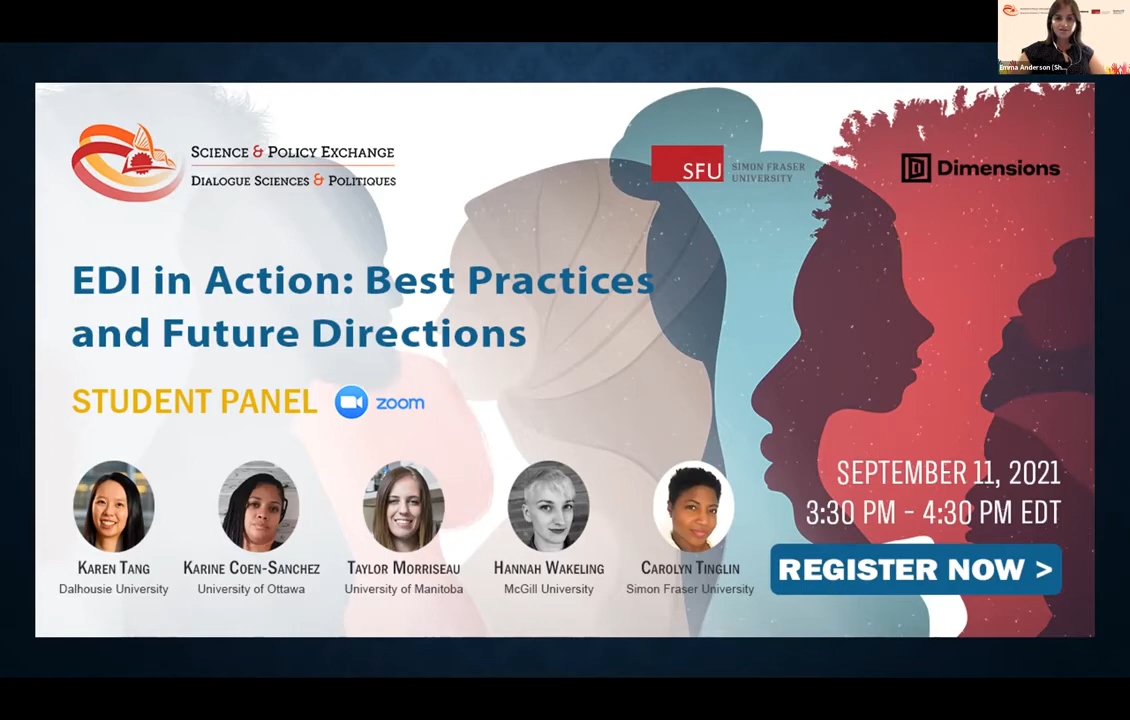 Emma Anderson (Sh...
SCIENCE & POLICY EXCHANGE
DIALOGUE SCIENCES & POLITIQUES
SFU
SIMON FRASER
UNIVERSITY
Dimensions
EDI in Action: Best Practices
and Future Directions
STUDENT PANEL
zoom
KAREN TANG
Dalhousie University
KARINE COEN-SANCHEZ
University of Ottawa
TAYLOR MORRISEAU
University of Manitoba
HANNAH WAKELING
McGill University
CAROLYN TINGLIN
Simon Fraser University
SEPTEMBER 11, 2021
3:30 PM - 4:30 PM EDT
REGISTER NOW >